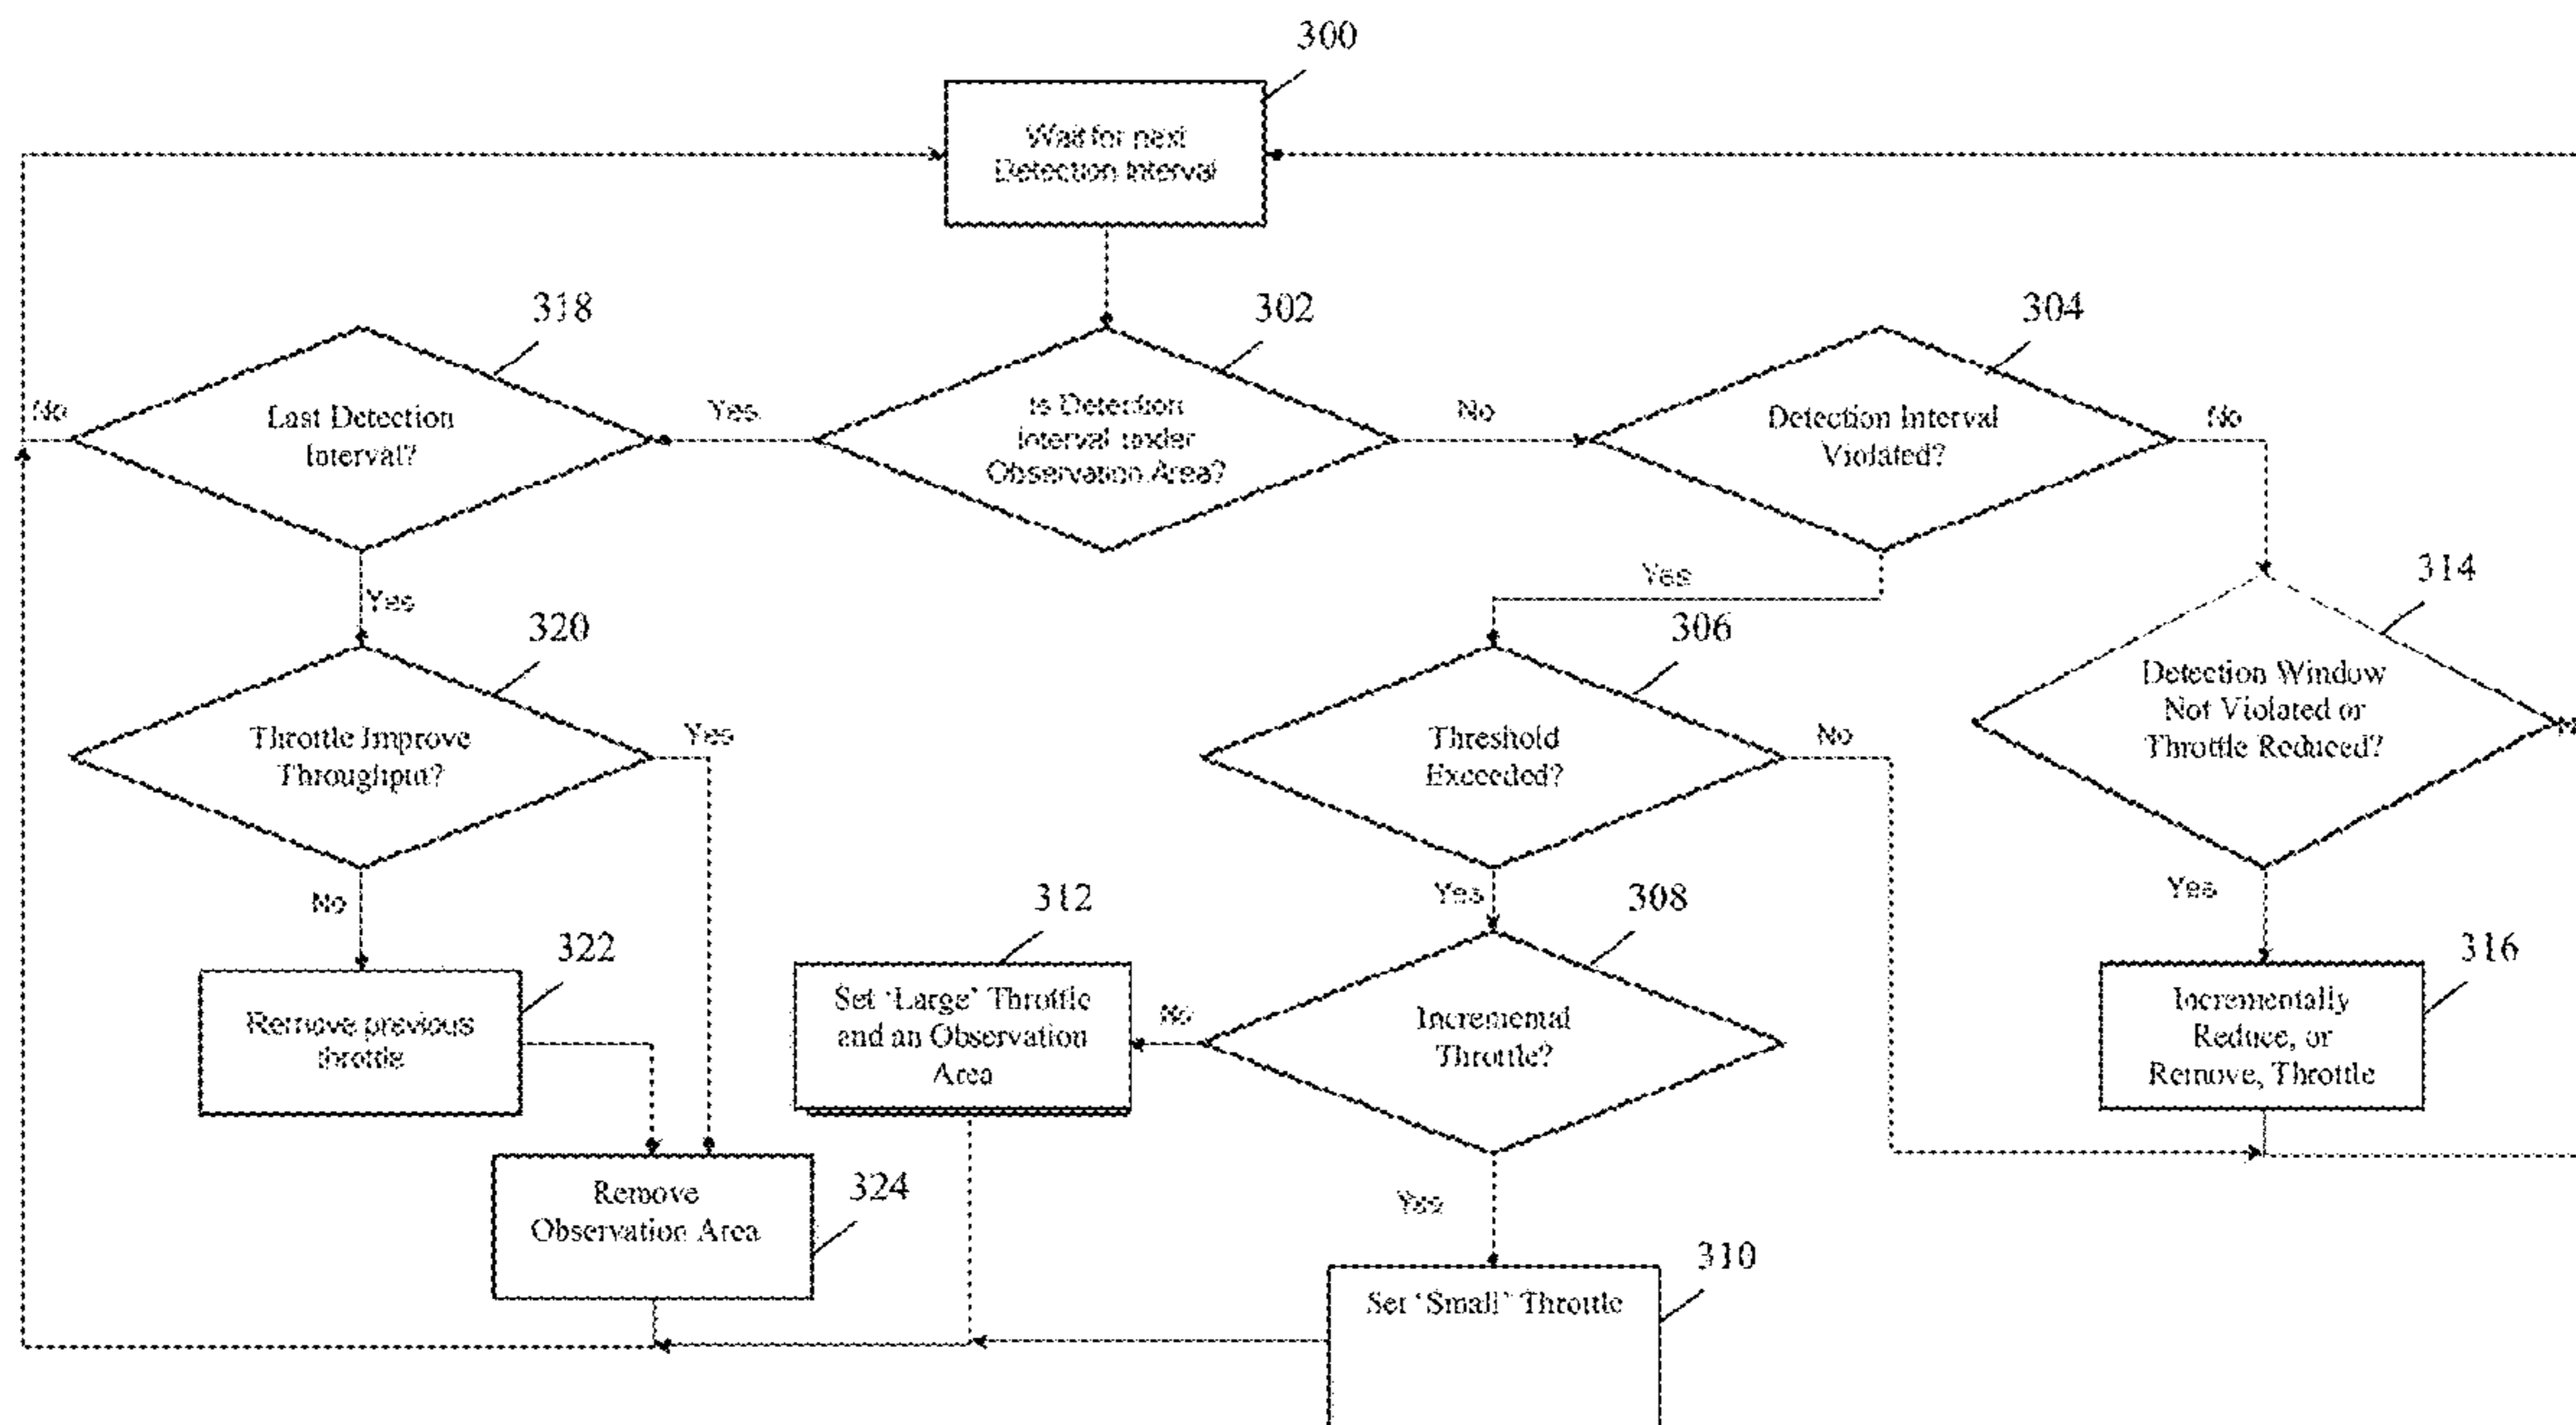 300
Wait for next
Detection Interval
318
302
304
No
Last Detection
Interval?
Yes
Is Detection
interval under
Observation Area?
No
Detection Interval
Violated?
No
Yes
314
Yes
320
306
Detection Window
Not Violated or
Throttle Reduced?
Throttle Improve
Throughput?
Yes
Threshold
Exceeded?
No
No
312
Yes
308
Yes
322
316
Remove previous
throttle
Set 'Large' Throttle
and an Observation
Area
No
Incremental
Throttle?
Incrementally
Reduce, or
Remove, Throttle
324
Remove
Observation Area
Yes
310
Set 'Small' Throttle